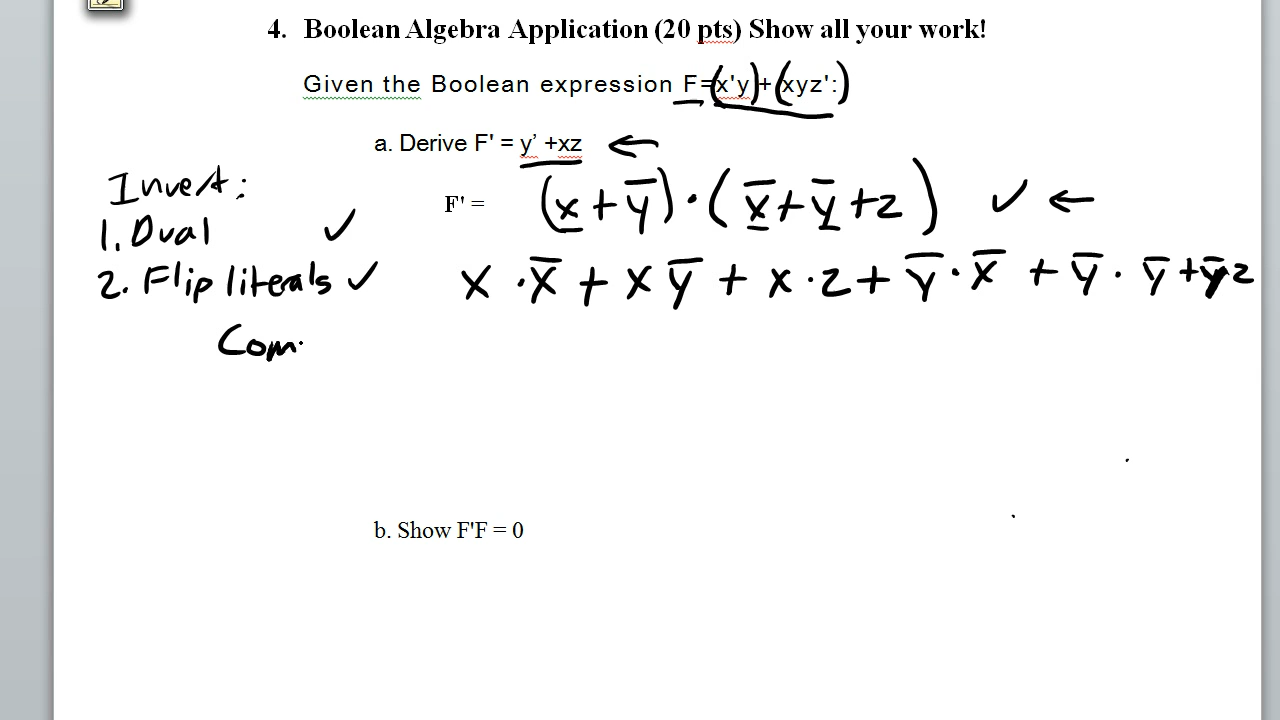 4. Boolean Algebra Application (20 pts) Show all your work!
Given the Boolean expression F=(x'y)+(xyz':)
a. Derive F' = y’ +xz ←
Invert:
F' = (x + y̅) · ( x̅ + y̅ + z ) ✓ ←
1. Dual ✓
2. Flip literals ✓ x · x̅ + x y̅ + x · z + y̅ · x̅ + y̅ · y̅ + y̅ z
Com
b. Show F'F = 0